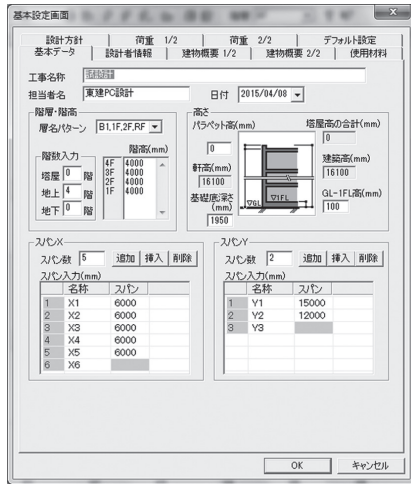 基本設定画面
設計方針 荷重 1/2 荷重 2/2 デフォルト設定
基本データ 設計者情報 建物概要 1/2 建物概要 2/2 使用材料
工事名称
担当者名 東建PC設計 日付 2015/04/08
階層・階高
層名パターン B1,1F,2F,RF
階数入力
塔屋 0 階
地上 4 階
地下 0 階
階高(mm)
4F 4000
3F 4000
2F 4000
1F 4000
高さ
パラペット高(mm)
0
軒高(mm)
16100
基礎底深さ
(mm)
1950
▽GL
▽1FL
塔屋高の合計(mm)
0
建築高(mm)
16100
GL-1FL高(mm)
100
スパンX
スパン数 5 追加 挿入 削除
スパン入力(mm)
名称 スパン
1 X1 6000
2 X2 6000
3 X3 6000
4 X4 6000
5 X5 6000
6 X6
スパンY
スパン数 2 追加 挿入 削除
スパン入力(mm)
名称 スパン
1 Y1 15000
2 Y2 12000
3 Y3
OK キャンセル